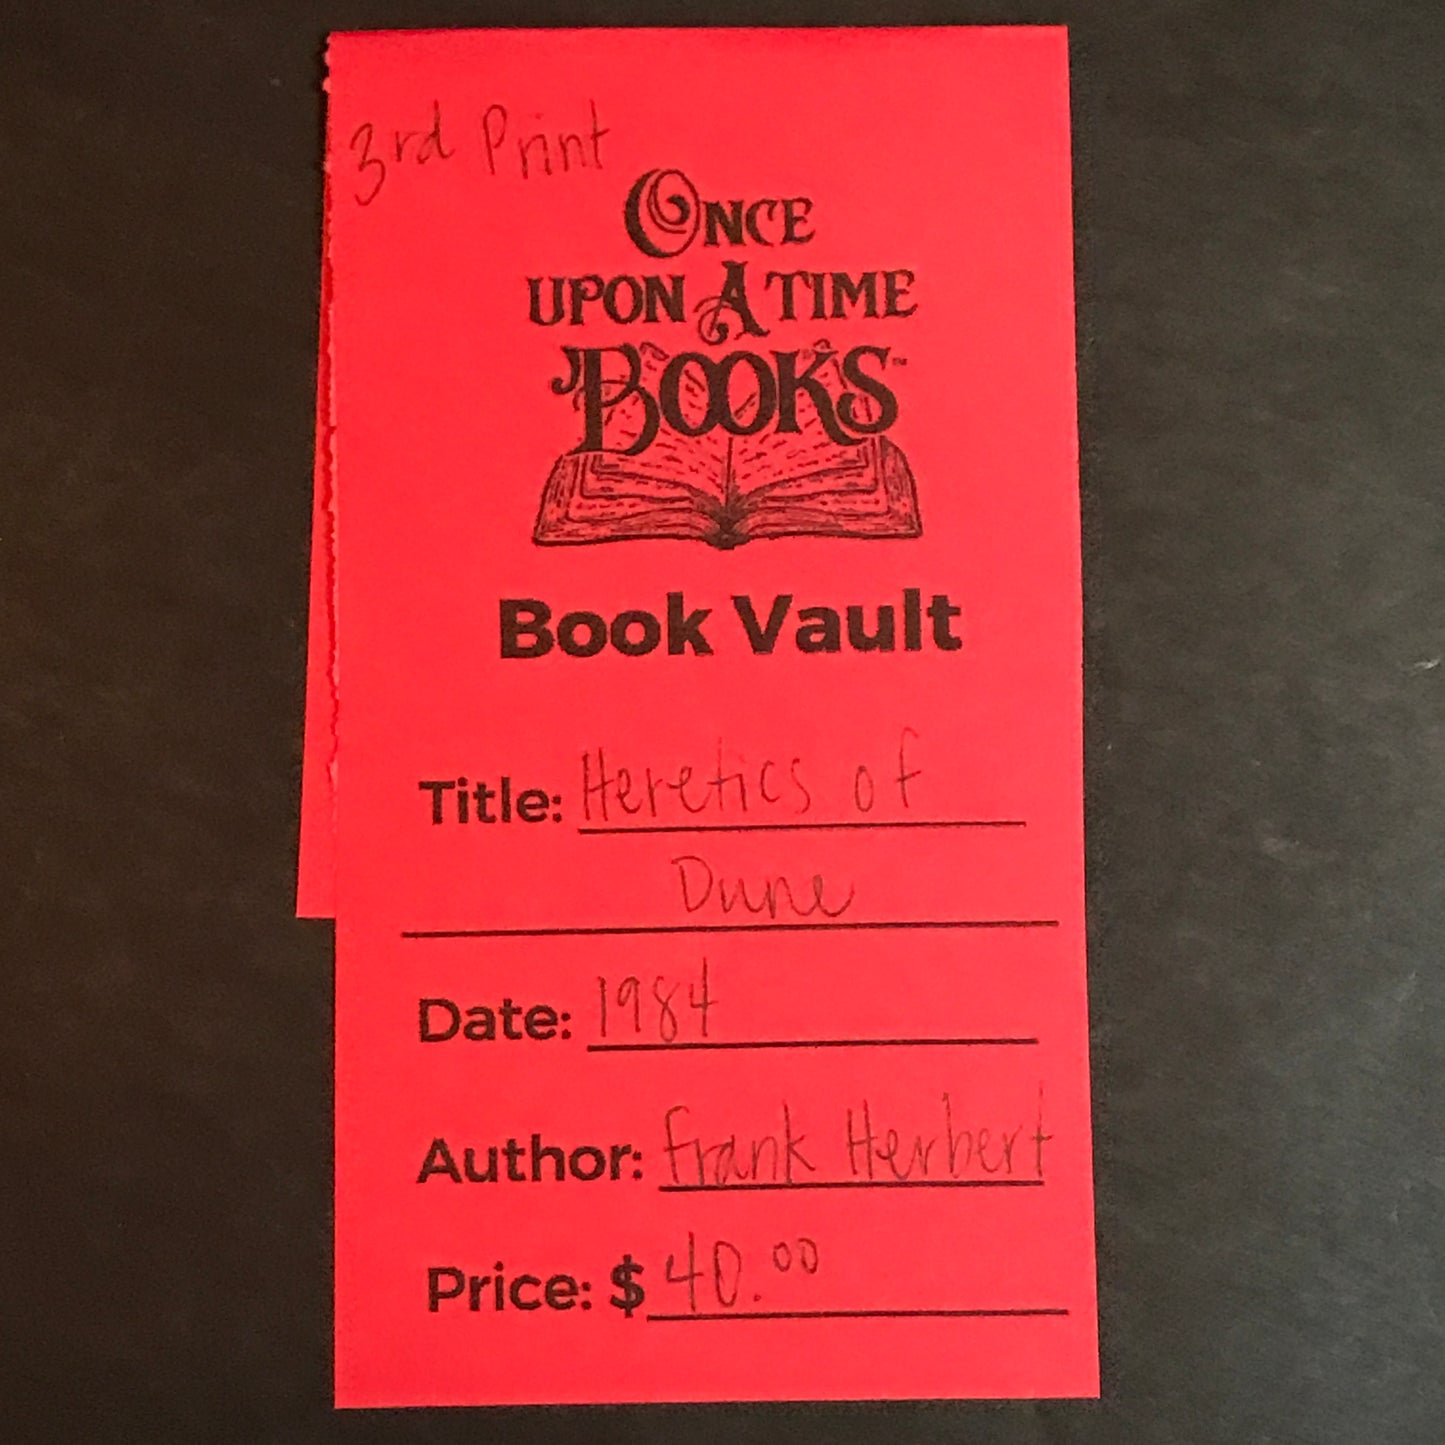 3rd Print
ONCE
UPON A TIME
BOOKS™
Book Vault
Title: Heretics of
Dune
Date: 1984
Author: Frank Herbert
Price: $ 40.00